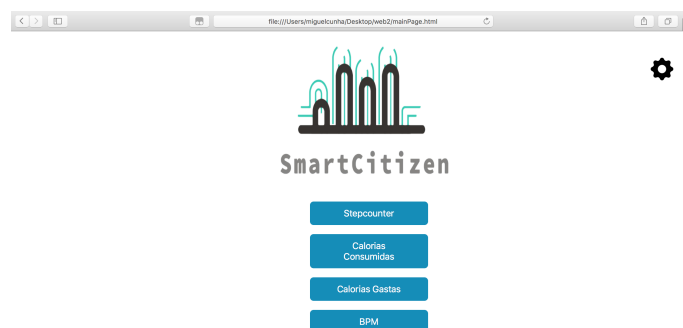 file:///Users/miguelcunha/Desktop/web2/mainPage.html
SmartCitizen
Stepcounter
Calorias
Consumidas
Calorias Gastas
BPM